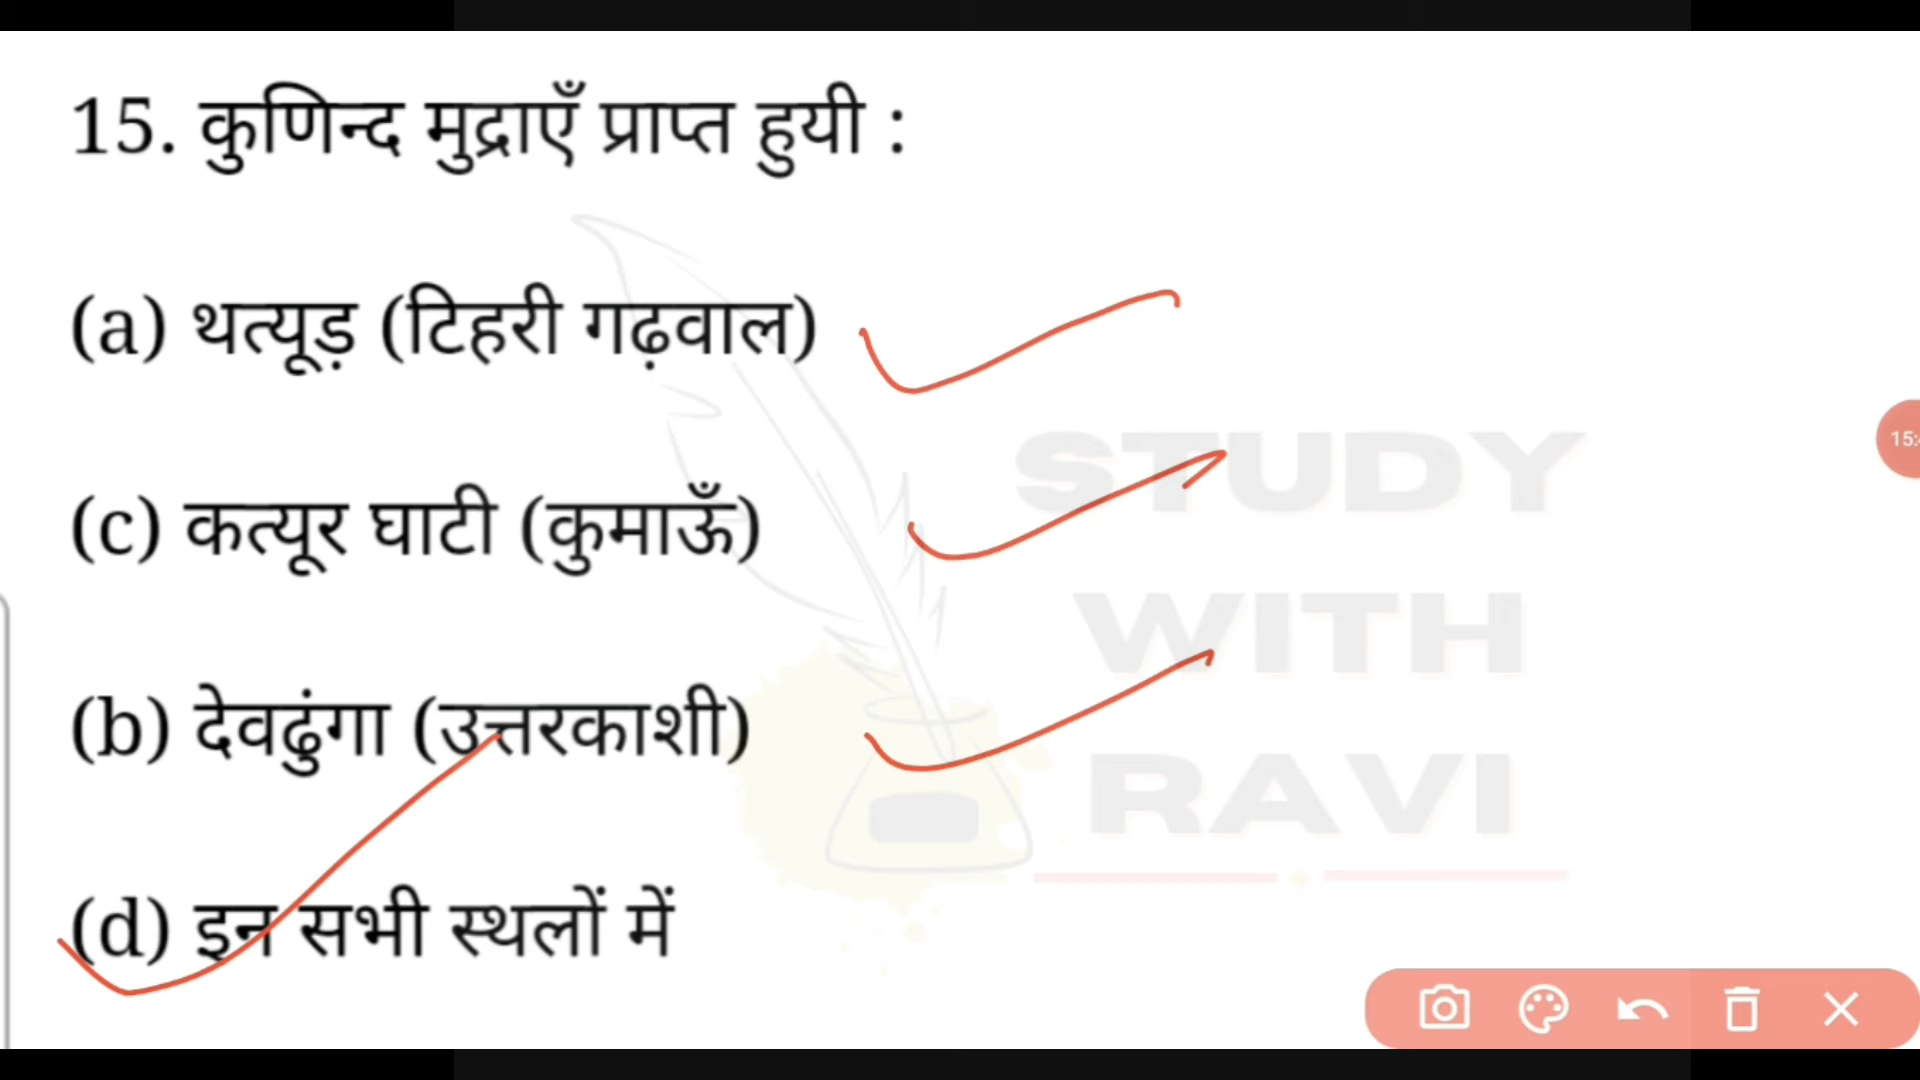 15. कुणिन्द मुद्राएँ प्राप्त हुयी :
(a) थत्यूड़ (टिहरी गढ़वाल)
(c) कत्यूर घाटी (कुमाऊँ)
(b) देवढुंगा (उत्तरकाशी)
(d) इन सभी स्थलों में
STUDY
WITH
RAVI